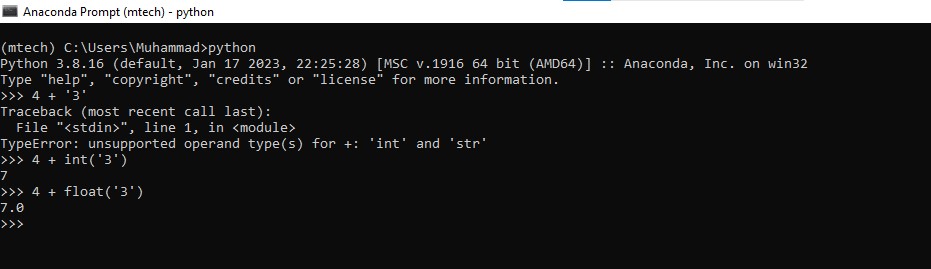 Anaconda Prompt (mtech) - python
(mtech) C:\Users\Muhammad>python
Python 3.8.16 (default, Jan 17 2023, 22:25:28) [MSC v.1916 64 bit (AMD64)] :: Anaconda, Inc. on win32
Type "help", "copyright", "credits" or "license" for more information.
>>> 4 + '3'
Traceback (most recent call last):
  File "<stdin>", line 1, in <module>
TypeError: unsupported operand type(s) for +: 'int' and 'str'
>>> 4 + int('3')
7
>>> 4 + float('3')
7.0
>>>